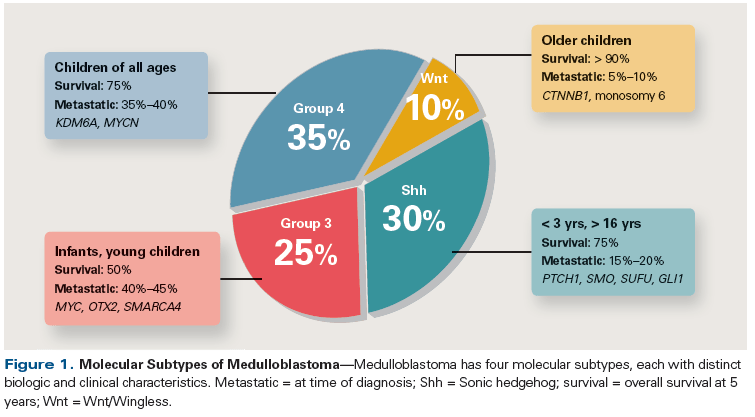 Children of all ages
Survival: 75%
Metastatic: 35%–40%
KDM6A, MYCN
Group 4
35%
Wnt
10%
Older children
Survival: > 90%
Metastatic: 5%–10%
CTNNB1, monosomy 6
Infants, young children
Survival: 50%
Metastatic: 40%–45%
MYC, OTX2, SMARCA4
Group 3
25%
Shh
30%
< 3 yrs, > 16 yrs
Survival: 75%
Metastatic: 15%–20%
PTCH1, SMO, SUFU, GLI1
Figure 1. Molecular Subtypes of Medulloblastoma—Medulloblastoma has four molecular subtypes, each with distinct
biologic and clinical characteristics. Metastatic = at time of diagnosis; Shh = Sonic hedgehog; survival = overall survival at 5
years; Wnt = Wnt/Wingless.